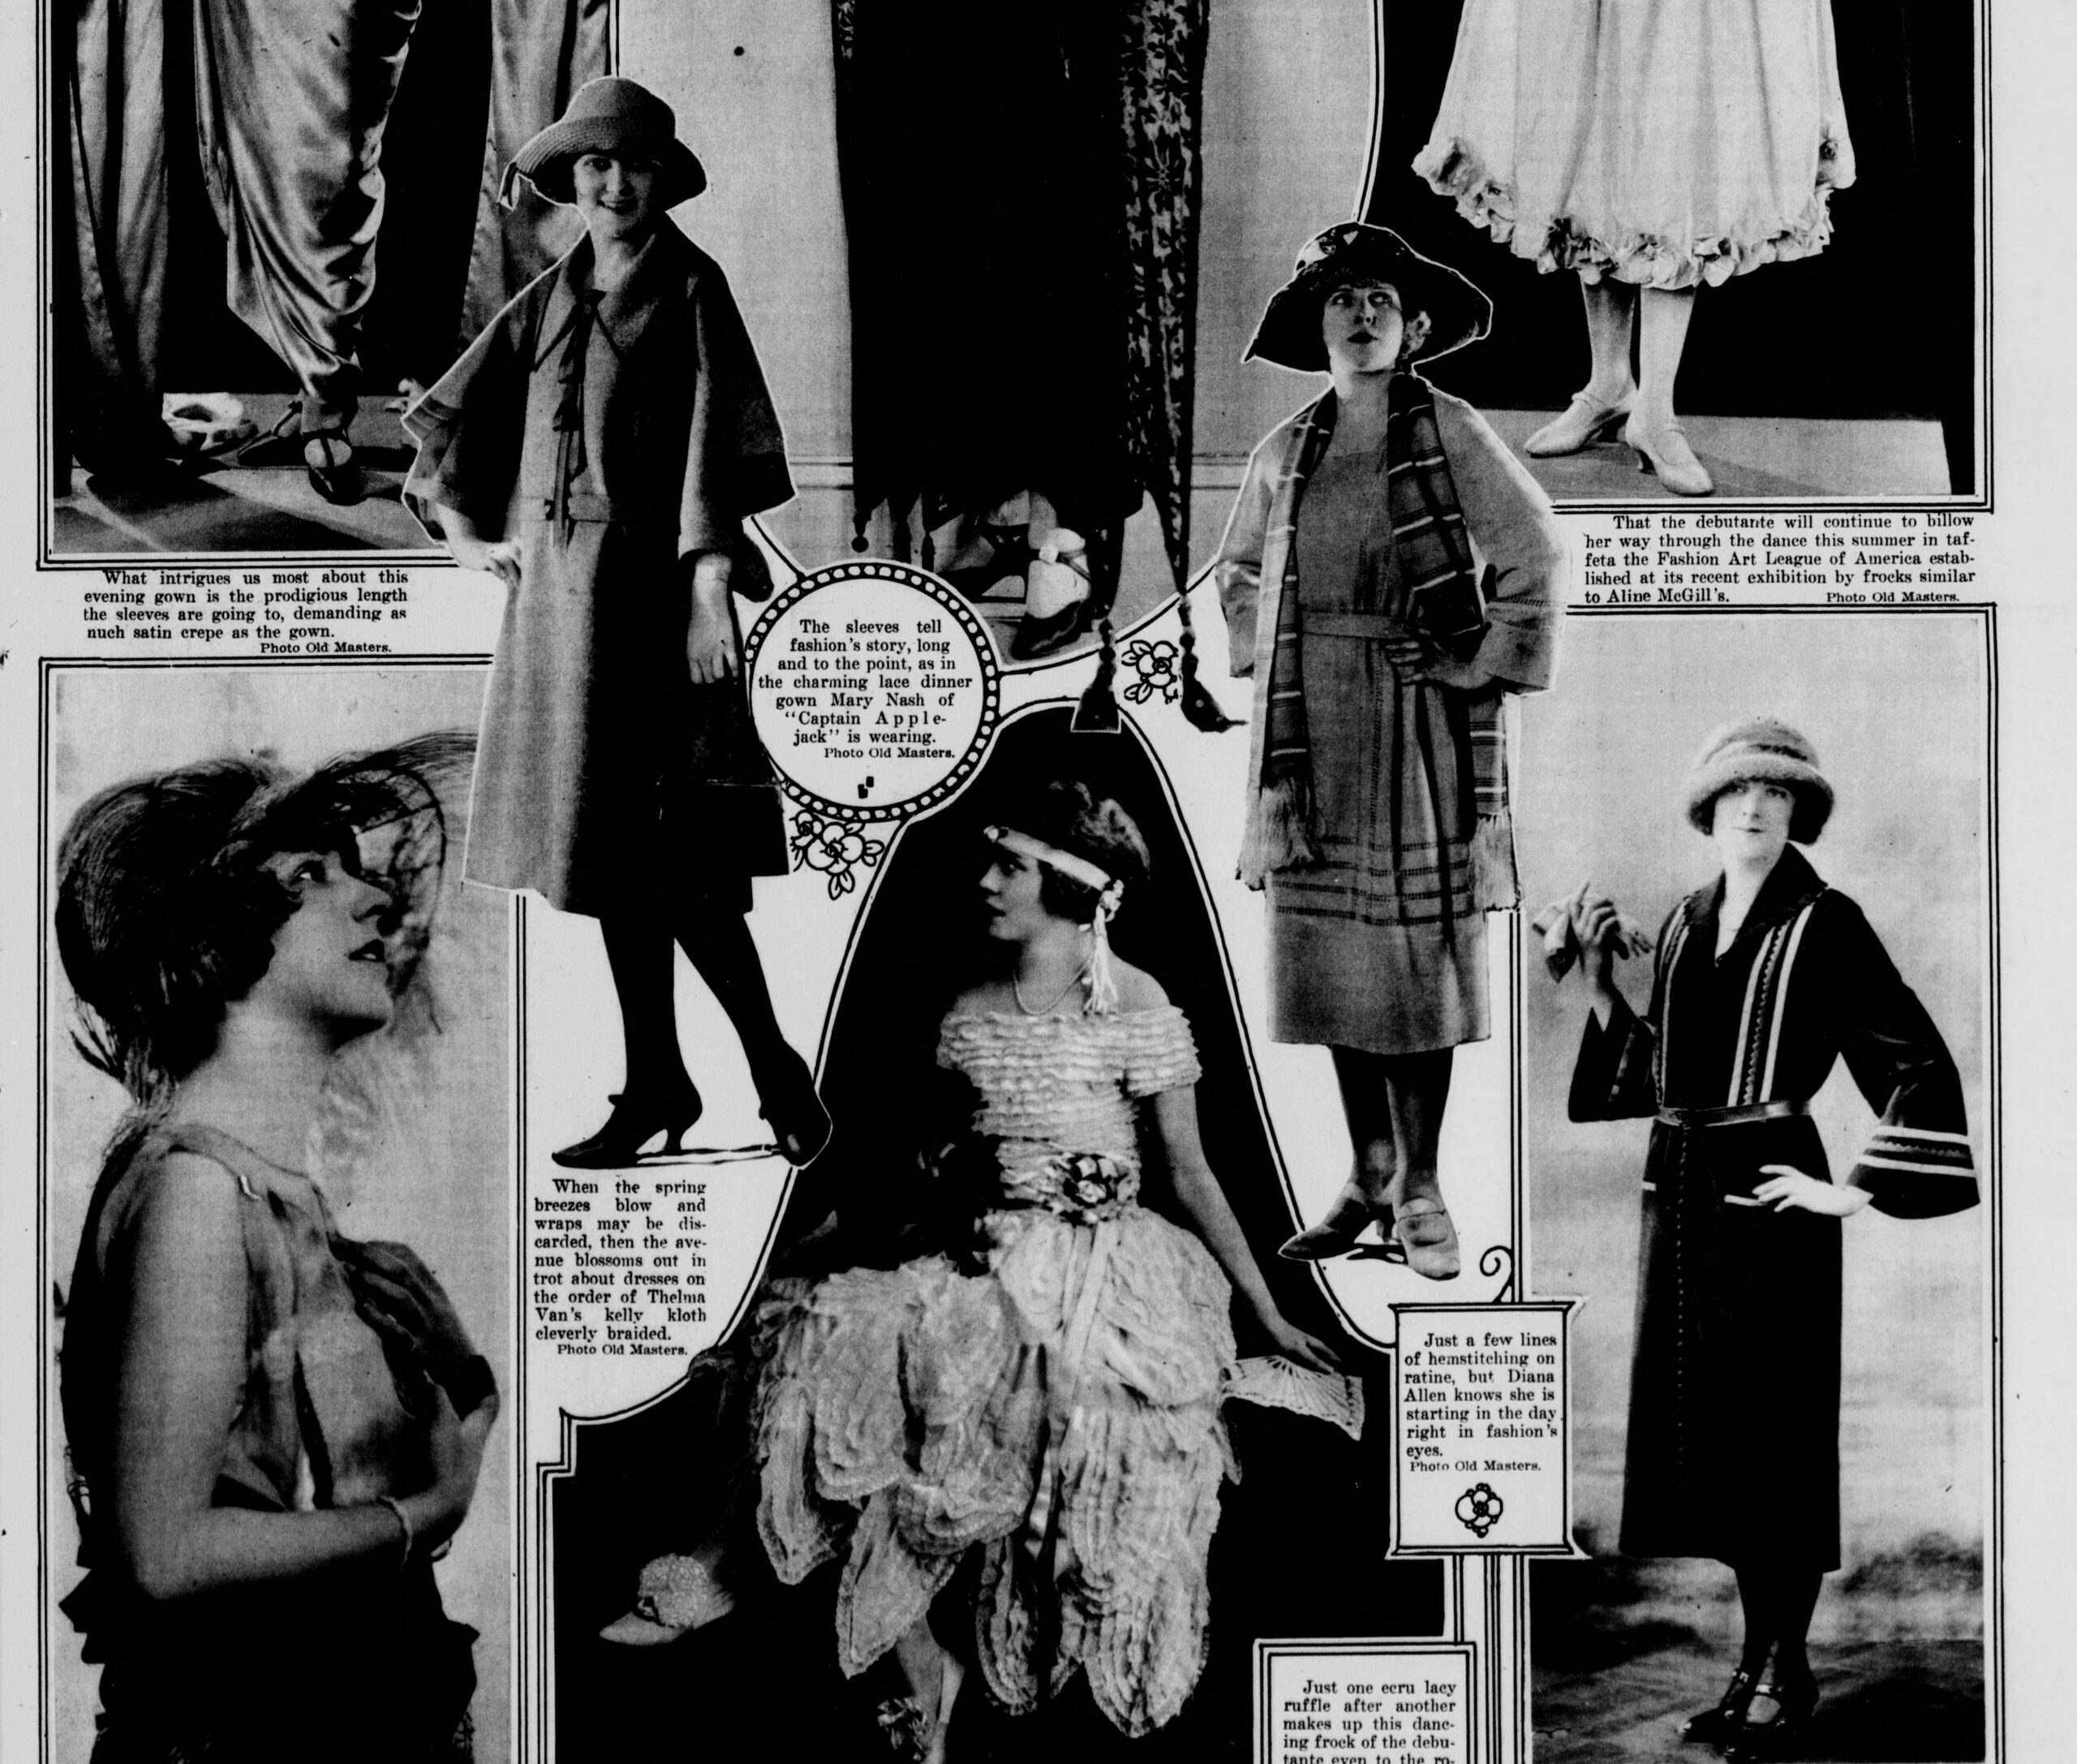 What intrigues us most about this
evening gown is the prodigious length
the sleeves are going to, demanding as
nuch satin crepe as the gown.
Photo Old Masters.
The sleeves tell
fashion's story, long
and to the point, as in
the charming lace dinner
gown Mary Nash of
"Captain Apple-
jack" is wearing.
Photo Old Masters.
That the debutante will continue to billow
her way through the dance this summer in taf-
feta the Fashion Art League of America estab-
lished at its recent exhibition by frocks similar
to Aline McGill's. Photo Old Masters.
When the spring
breezes blow and
wraps may be dis-
carded, then the ave-
nue blossoms out in
trot about dresses on
the order of Thelma
Van's kelly kloth
cleverly braided.
Photo Old Masters.
Just a few lines
of hemstitching on
ratine, but Diana
Allen knows she is
starting in the day
right in fashion's
eyes.
Photo Old Masters.
Just one ecru lacy
ruffle after another
makes up this danc-
ing frock of the debu-
tante even to the ro-